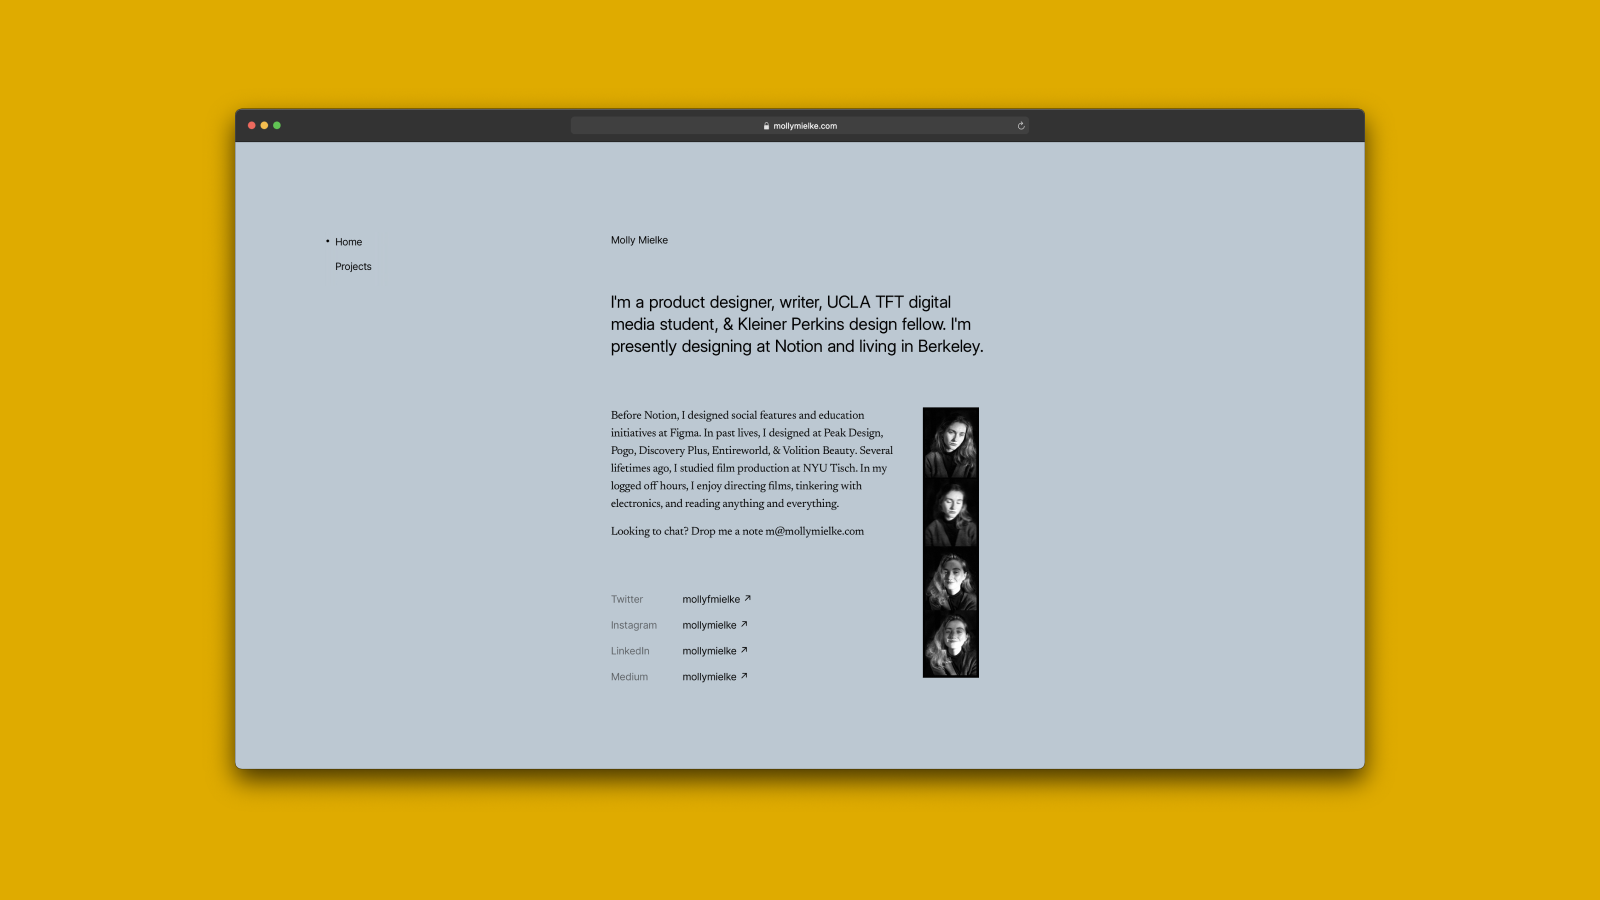 mollymielke.com
• Home
Projects
Molly Mielke
I'm a product designer, writer, UCLA TFT digital
media student, & Kleiner Perkins design fellow. I'm
presently designing at Notion and living in Berkeley.
Before Notion, I designed social features and education
initiatives at Figma. In past lives, I designed at Peak Design,
Pogo, Discovery Plus, Entireworld, & Volition Beauty. Several
lifetimes ago, I studied film production at NYU Tisch. In my
logged off hours, I enjoy directing films, tinkering with
electronics, and reading anything and everything.
Looking to chat? Drop me a note m@mollymielke.com
Twitter mollyfmielke ↗
Instagram mollymielke ↗
LinkedIn mollymielke ↗
Medium mollymielke ↗